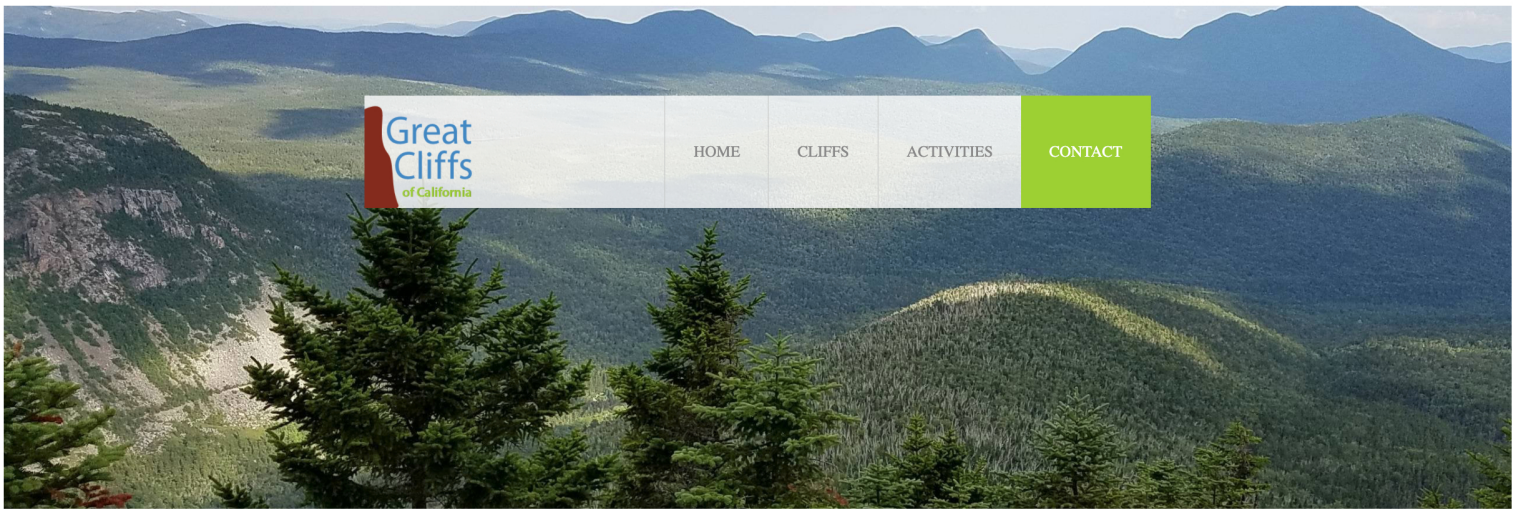 Great
Cliffs
of California
HOME
CLIFFS
ACTIVITIES
CONTACT